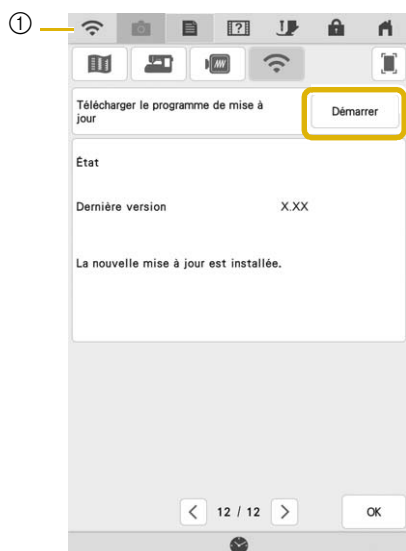 ①
Télécharger le programme de mise à
jour
Démarrer
État
Dernière version X.XX
La nouvelle mise à jour est installée.
12 / 12
OK